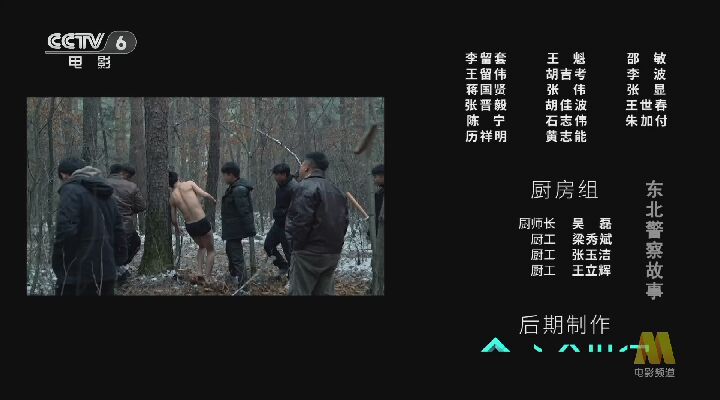 CCTV 6
电影
李留套 王魁 邵敏
王留伟 胡吉考 李波
蒋国贤 张伟 张显
张晋毅 胡佳波 王世春
陈宁 石志伟 朱加付
历祥明 黄志能
厨房组
厨师长 吴磊
厨工 梁秀斌
厨工 张玉洁
厨工 王立辉
东北警察故事
后期制作
电影频道